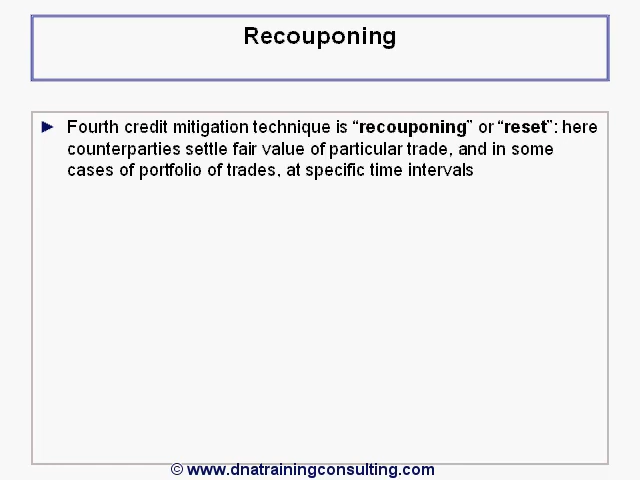 Recouponing
► Fourth credit mitigation technique is “recouponing” or “reset”: here
counterparties settle fair value of particular trade, and in some
cases of portfolio of trades, at specific time intervals
© www.dnatrainingconsulting.com